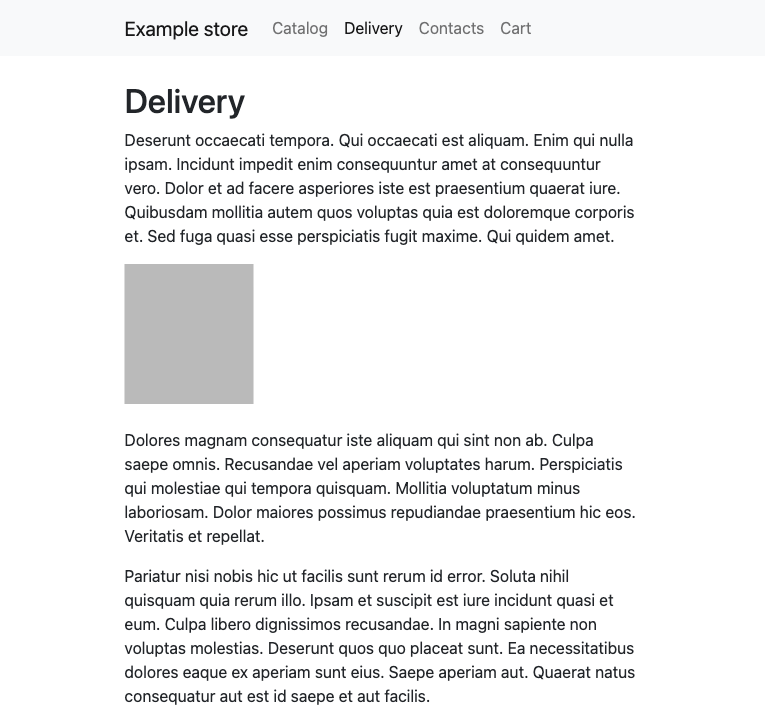 Example store Catalog Delivery Contacts Cart
Delivery
Deserunt occaecati tempora. Qui occaecati est aliquam. Enim qui nulla
ipsam. Incidunt impedit enim consequuntur amet at consequuntur
vero. Dolor et ad facere asperiores iste est praesentium quaerat iure.
Quibusdam mollitia autem quos voluptas quia est doloremque corporis
et. Sed fuga quasi esse perspiciatis fugit maxime. Qui quidem amet.
Dolores magnam consequatur iste aliquam qui sint non ab. Culpa
saepe omnis. Recusandae vel aperiam voluptates harum. Perspiciatis
qui molestiae qui tempora quisquam. Mollitia voluptatum minus
laboriosam. Dolor maiores possimus repudiandae praesentium hic eos.
Veritatis et repellat.
Pariatur nisi nobis hic ut facilis sunt rerum id error. Soluta nihil
quisquam quia rerum illo. Ipsam et suscipit est iure incidunt quasi et
eum. Culpa libero dignissimos recusandae. In magni sapiente non
voluptas molestias. Deserunt quos quo placeat sunt. Ea necessitatibus
dolores eaque ex aperiam sunt eius. Saepe aperiam aut. Quaerat natus
consequatur aut est id saepe et aut facilis.